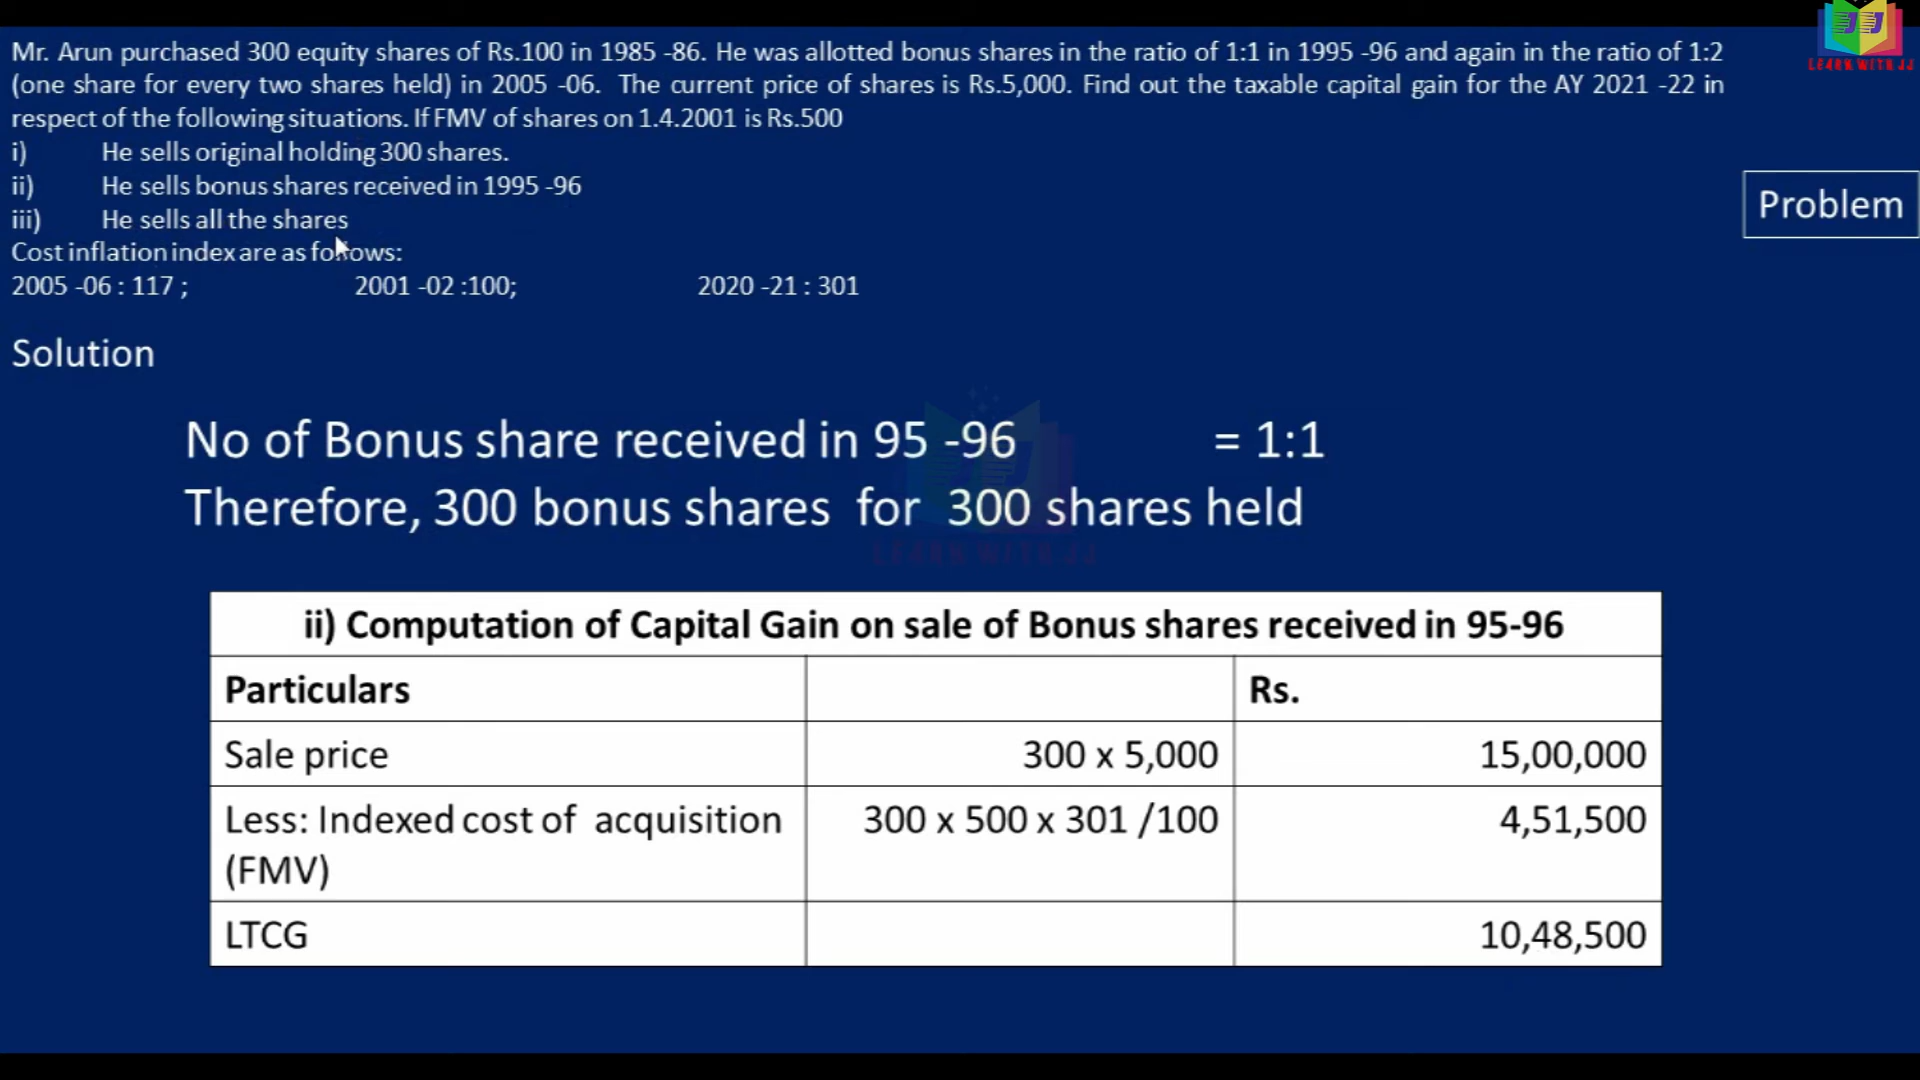 LEARN WITH JJ
Mr. Arun purchased 300 equity shares of Rs.100 in 1985 -86. He was allotted bonus shares in the ratio of 1:1 in 1995 -96 and again in the ratio of 1:2
(one share for every two shares held) in 2005 -06. The current price of shares is Rs.5,000. Find out the taxable capital gain for the AY 2021 -22 in
respect of the following situations. If FMV of shares on 1.4.2001 is Rs.500
i) He sells original holding 300 shares.
ii) He sells bonus shares received in 1995 -96
iii) He sells all the shares
Cost inflation index are as follows:
2005 -06 : 117 ; 2001 -02 :100; 2020 -21 : 301
Problem
Solution
No of Bonus share received in 95 -96 = 1:1
Therefore, 300 bonus shares for 300 shares held
LEARN WITH JJ
ii) Computation of Capital Gain on sale of Bonus shares received in 95-96
Particulars Rs.
Sale price 300 x 5,000 15,00,000
Less: Indexed cost of acquisition 300 x 500 x 301 /100 4,51,500
(FMV)
LTCG 10,48,500